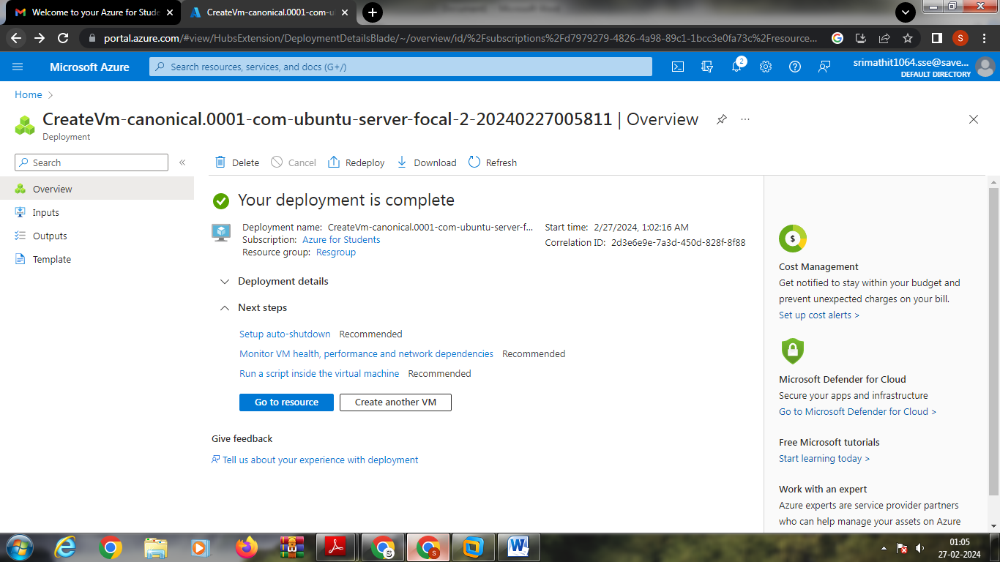 Welcome to your Azure for Stude
CreateVm-canonical.0001-com-u
portal.azure.com/#view/HubsExtension/DeploymentDetailsBlade/~/overview/id/%2Fsubscriptions%2Fd7979279-4826-4a98-89c1-1bcc3e0fa73c%2Fresource...
S
Microsoft Azure
Search resources, services, and docs (G+/)
2
srimathit1064.sse@save...
DEFAULT DIRECTORY
Home
CreateVm-canonical.0001-com-ubuntu-server-focal-2-20240227005811 | Overview
Deployment
Search
Delete
Cancel
Redeploy
Download
Refresh
Overview
Inputs
Outputs
Template
Your deployment is complete
Deployment name: CreateVm-canonical.0001-com-ubuntu-server-f...
Subscription: Azure for Students
Resource group: Resgroup
Start time: 2/27/2024, 1:02:16 AM
Correlation ID: 2d3e6e9e-7a3d-450d-828f-8f88
Deployment details
Next steps
Setup auto-shutdown Recommended
Monitor VM health, performance and network dependencies Recommended
Run a script inside the virtual machine Recommended
Go to resource
Create another VM
Give feedback
Tell us about your experience with deployment
$
Cost Management
Get notified to stay within your budget and
prevent unexpected charges on your bill.
Set up cost alerts >
Microsoft Defender for Cloud
Secure your apps and infrastructure
Go to Microsoft Defender for Cloud >
Free Microsoft tutorials
Start learning today >
Work with an expert
Azure experts are service provider partners
who can help manage your assets on Azure
01:05
27-02-2024